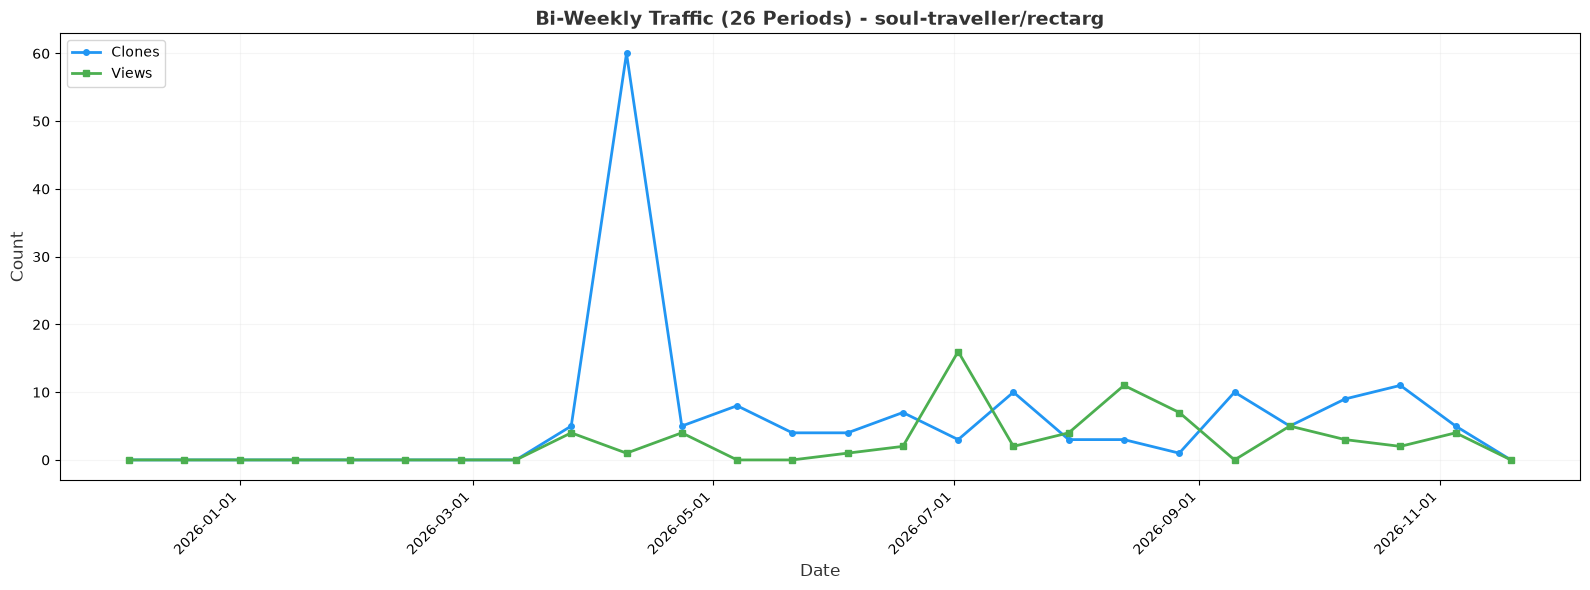 Bi-Weekly Traffic (26 Periods) - soul-traveller/rectarg
Clones
Views
60
50
40
30
20
10
0
Count
2026-01-01
2026-03-01
2026-05-01
2026-07-01
2026-09-01
2026-11-01
Date